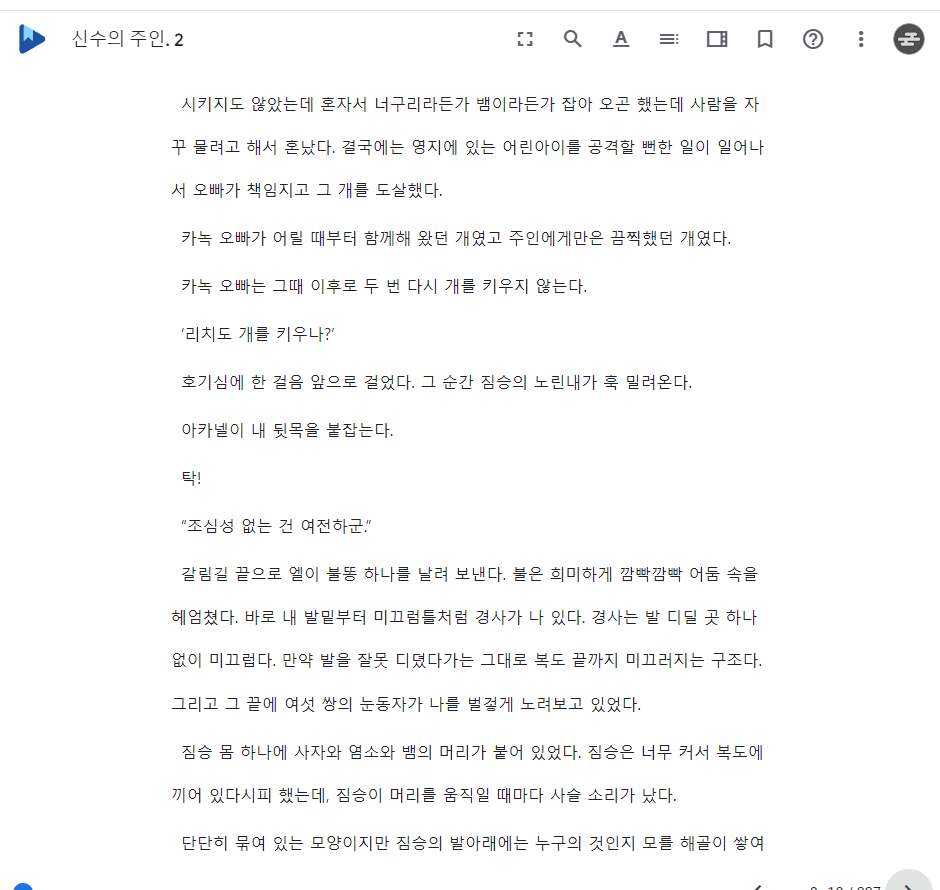 신수의 주인. 2
시키지도 않았는데 혼자서 너구리라든가 뱀이라든가 잡아 오곤 했는데 사람을 자
꾸 물려고 해서 혼났다. 결국에는 영지에 있는 어린아이를 공격할 뻔한 일이 일어나
서 오빠가 책임지고 그 개를 도살했다.
카녹 오빠가 어릴 때부터 함께해 왔던 개였고 주인에게만은 끔찍했던 개였다.
카녹 오빠는 그때 이후로 두 번 다시 개를 키우지 않는다.
‘리치도 개를 키우나?’
호기심에 한 걸음 앞으로 걸었다. 그 순간 짐승의 노린내가 훅 밀려온다.
아카넬이 내 뒷목을 붙잡는다.
탁!
“조심성 없는 건 여전하군.”
갈림길 끝으로 엘이 불똥 하나를 날려 보낸다. 불은 희미하게 깜빡깜빡 어둠 속을
헤엄쳤다. 바로 내 발밑부터 미끄럼틀처럼 경사가 나 있다. 경사는 발 디딜 곳 하나
없이 미끄럽다. 만약 발을 잘못 디뎠다가는 그대로 복도 끝까지 미끄러지는 구조다.
그리고 그 끝에 여섯 쌍의 눈동자가 나를 벌겋게 노려보고 있었다.
짐승 몸 하나에 사자와 염소와 뱀의 머리가 붙어 있었다. 짐승은 너무 커서 복도에
끼어 있다시피 했는데, 짐승이 머리를 움직일 때마다 사슬 소리가 났다.
단단히 묶여 있는 모양이지만 짐승의 발아래에는 누구의 것인지 모를 해골이 쌓여